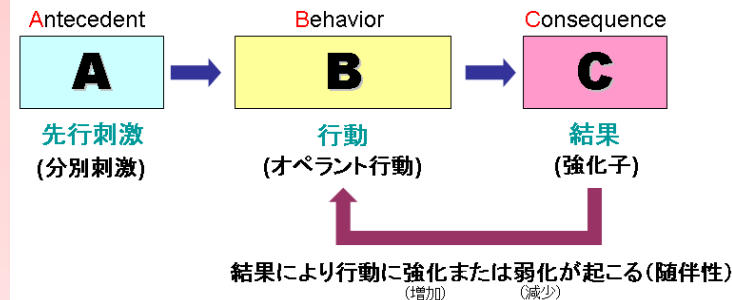 Antecedent
Behavior
Consequence
A
B
C
先行刺激
行動
結果
(分別刺激)
(オペラント行動)
(強化子)
結果により行動に強化または弱化が起こる(随伴性)
(増加)
(減少)